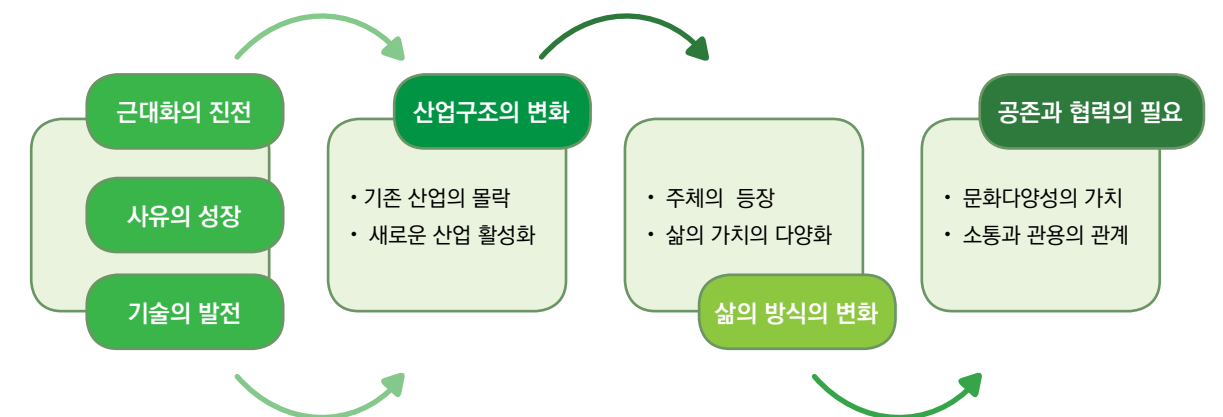 근대화의 진전
사유의 성장
기술의 발전
산업구조의 변화
· 기존 산업의 몰락
· 새로운 산업 활성화
· 주체의 등장
· 삶의 가치의 다양화
삶의 방식의 변화
공존과 협력의 필요
· 문화다양성의 가치
· 소통과 관용의 관계